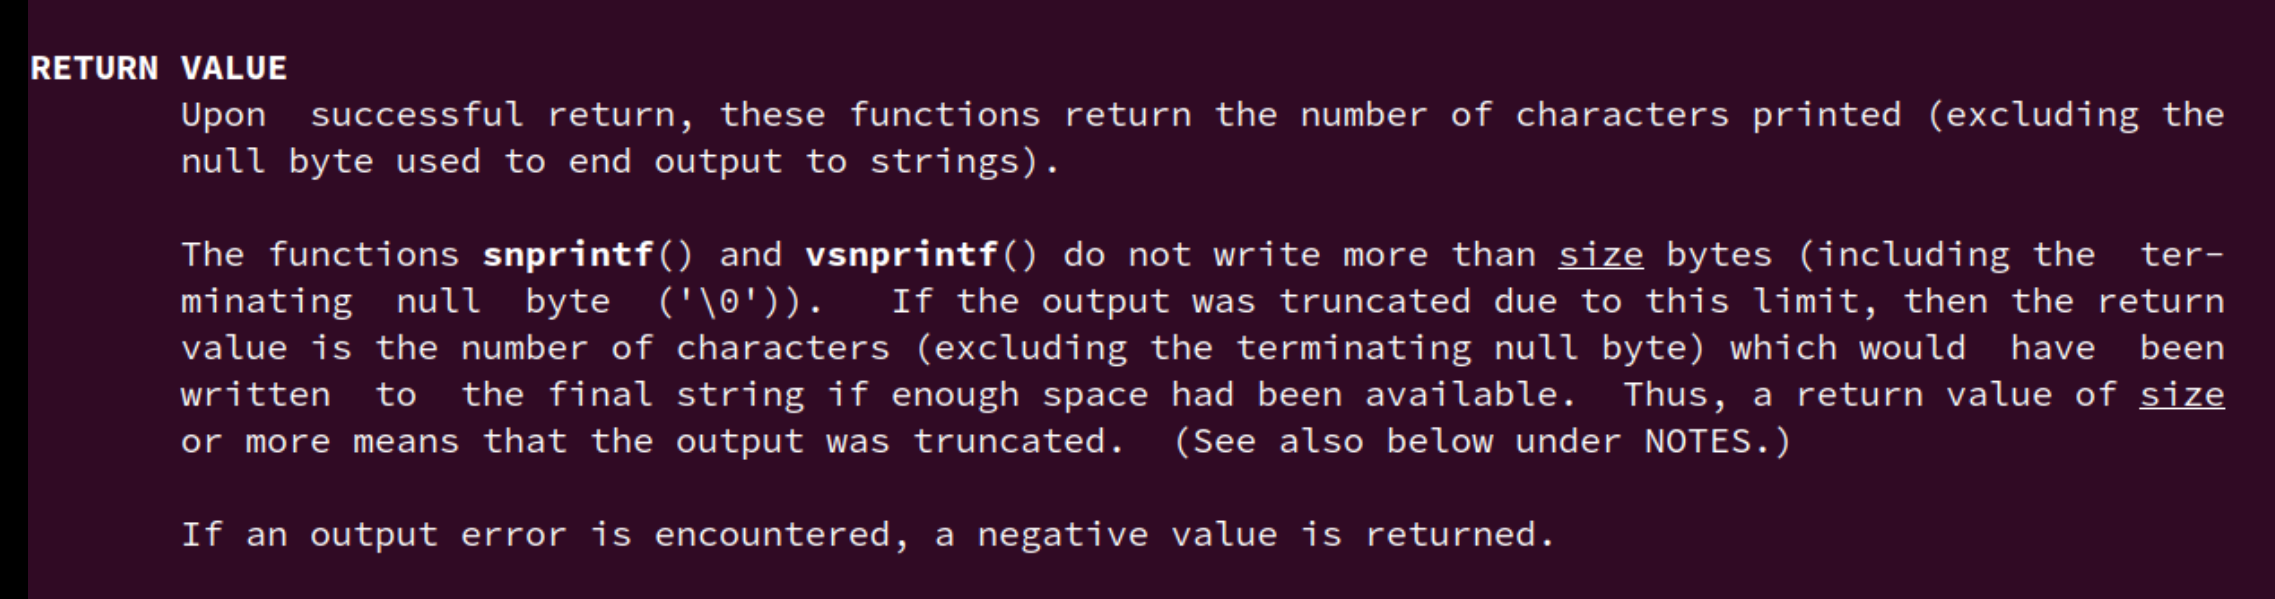 RETURN VALUE
Upon  successful return, these functions return the number of characters printed (excluding the
null byte used to end output to strings).
The functions snprintf() and vsnprintf() do not write more than size bytes (including the  ter-
minating  null  byte  ('\0')).   If the output was truncated due to this limit, then the return
value is the number of characters (excluding the terminating null byte) which would  have  been
written  to  the final string if enough space had been available.  Thus, a return value of size
or more means that the output was truncated.  (See also below under NOTES.)
If an output error is encountered, a negative value is returned.